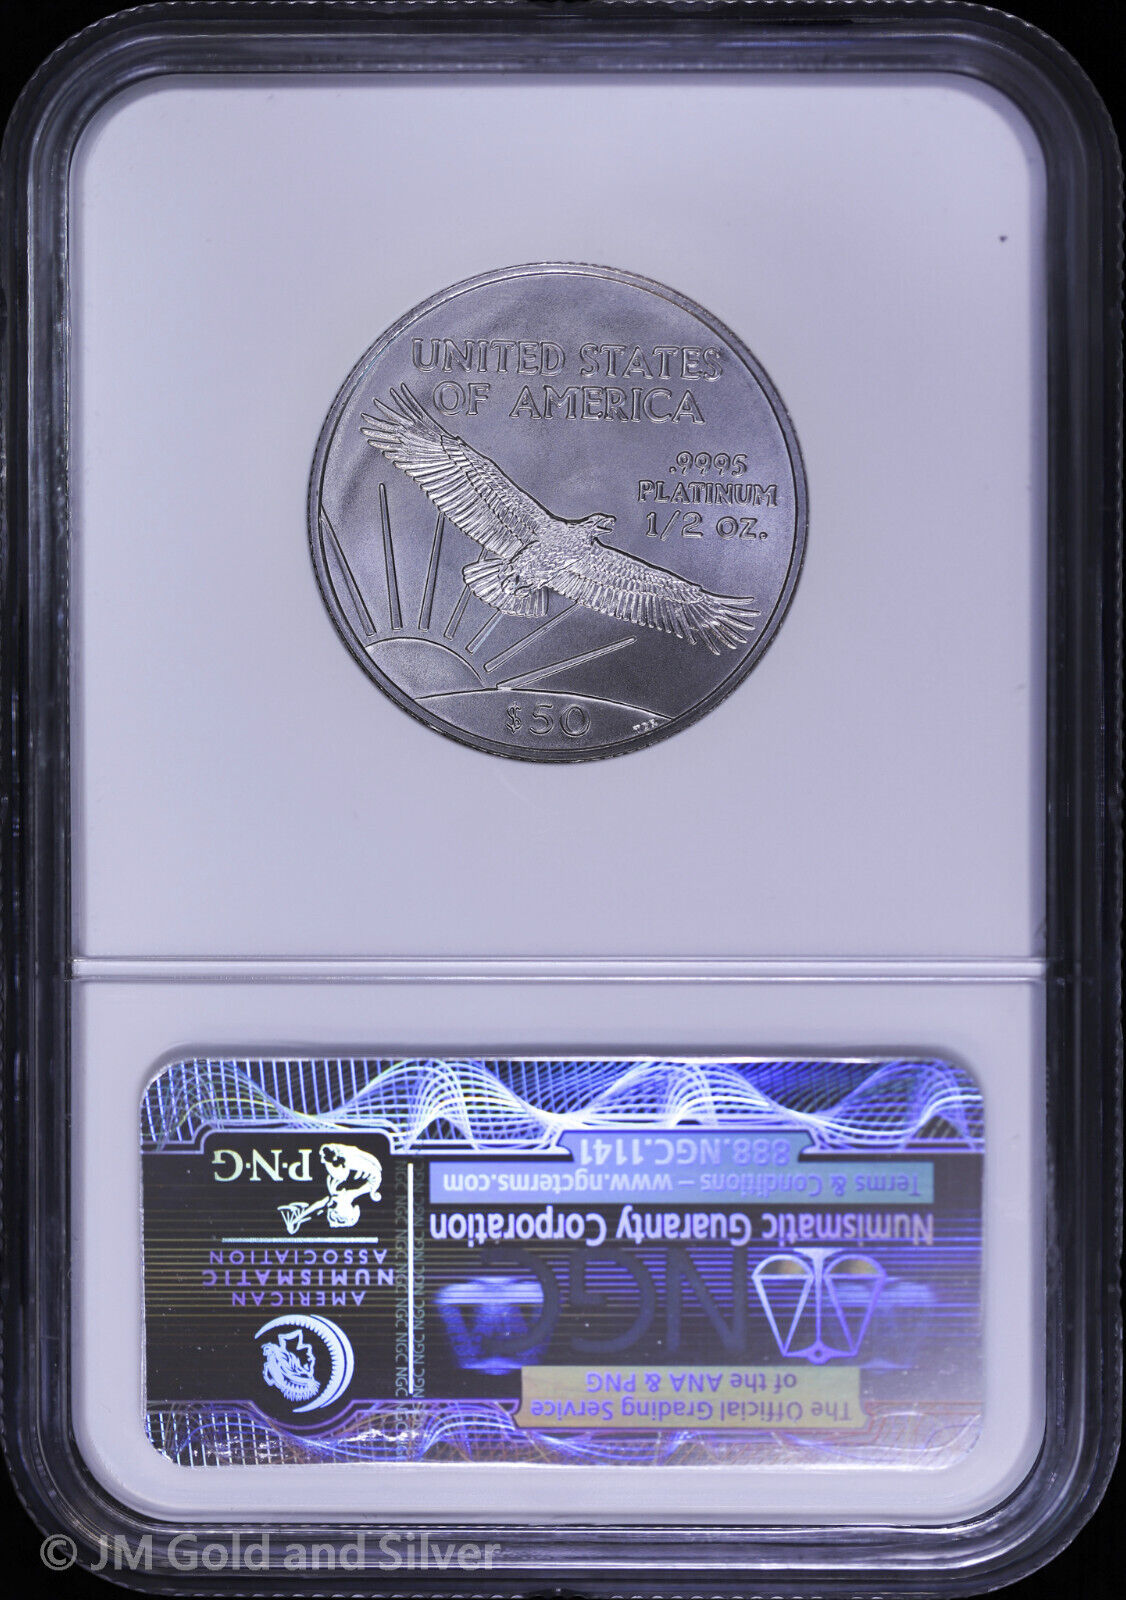 UNITED STATES
OF AMERICA
.9995
PLATINUM
1/2 OZ.
$50
The Official Grading Service
of the ANA & PNG
NGC
Numismatic Guaranty Corporation
Terms & Conditions – www.ngcterms.com
888.NGC.1141
AMERICAN
NUMISMATIC
ASSOCIATION
P·N·G
© JM Gold and Silver